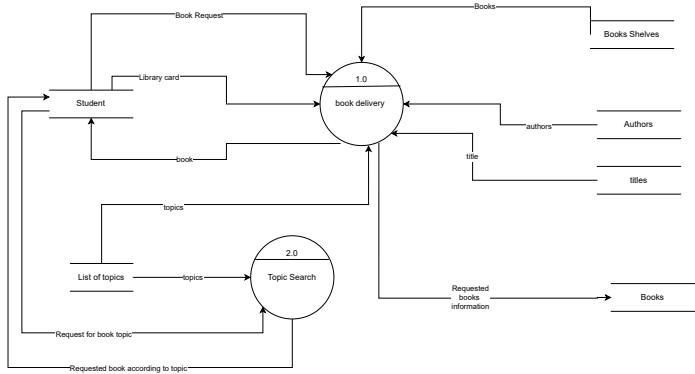 Book Request
Books
Books Shelves
1.0
book delivery
Library card
Student
authors
Authors
title
book
titles
topics
2.0
List of topics
topics
Topic Search
Requested
books
information
Books
Request for book topic
Requested book according to topic